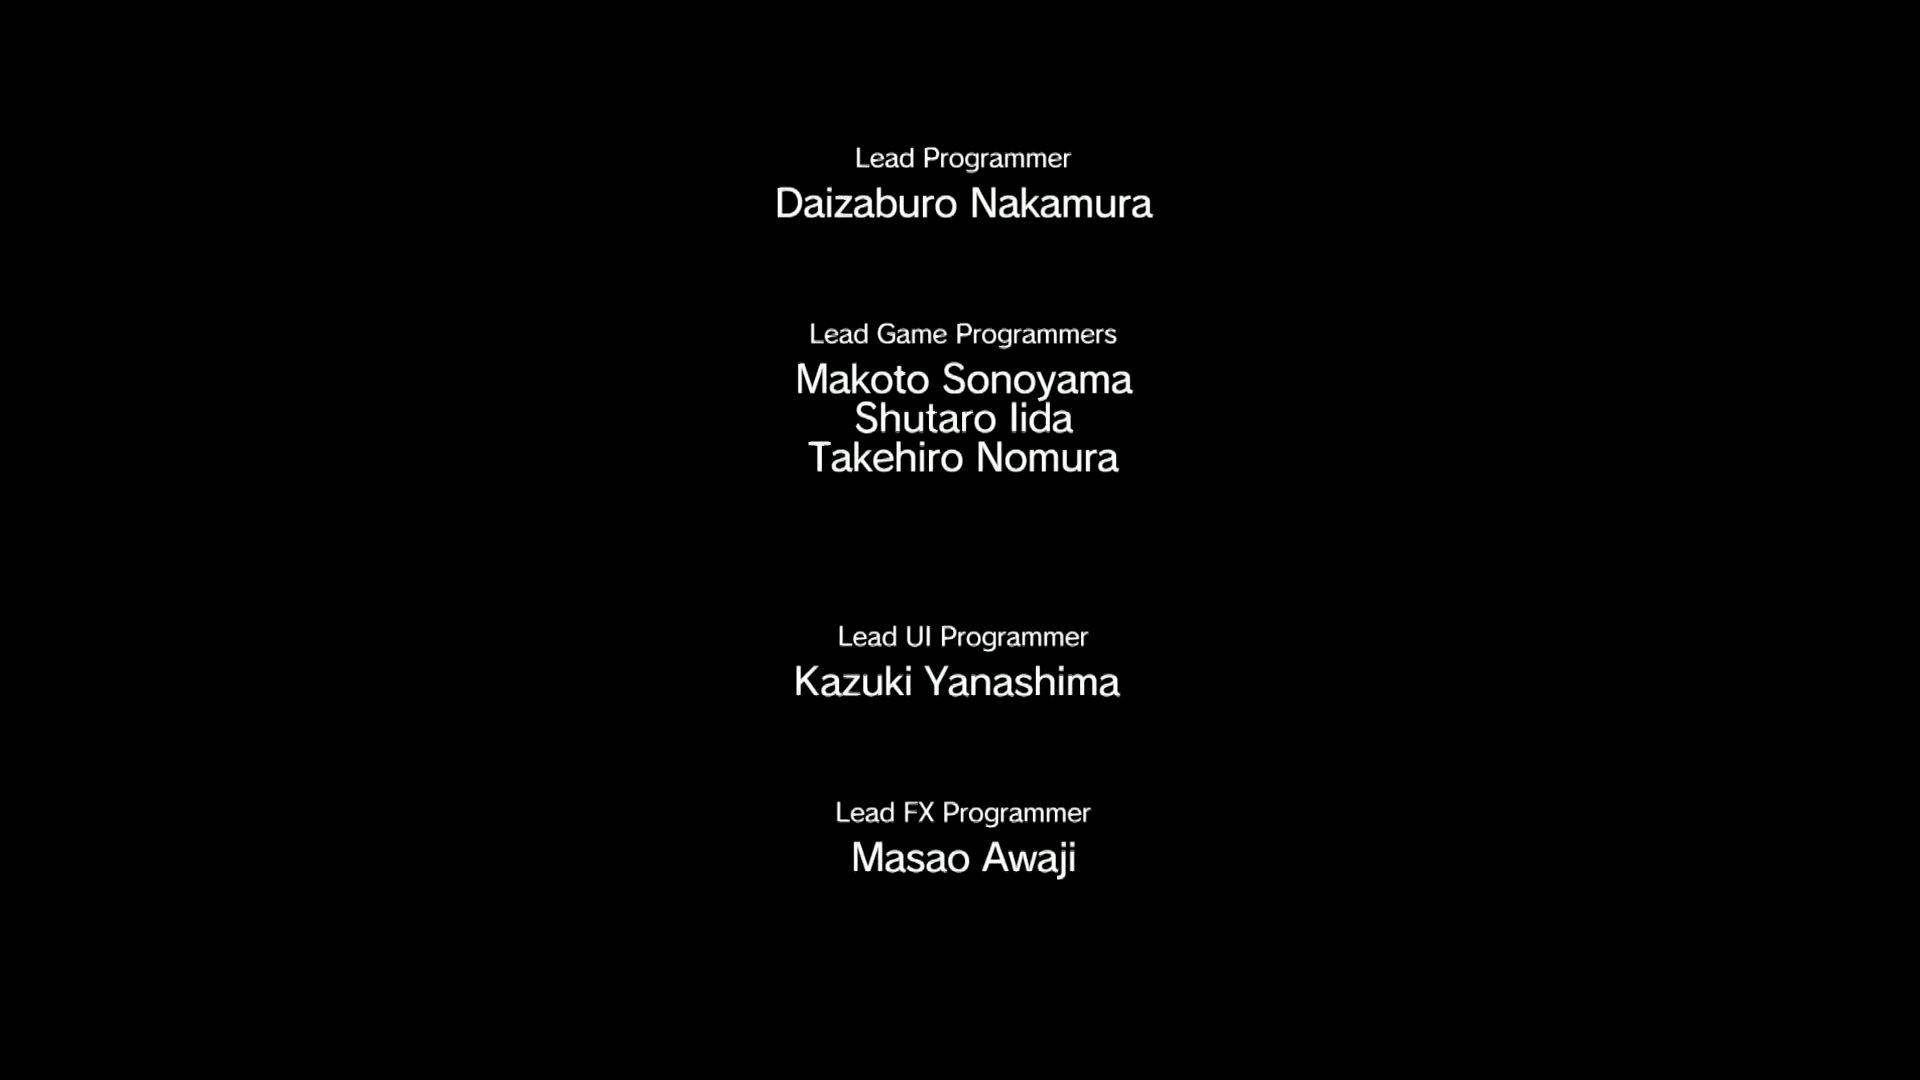 Lead Programmer
Daizaburo Nakamura
Lead Game Programmers
Makoto Sonoyama
Shutaro Iida
Takehiro Nomura
Lead UI Programmer
Kazuki Yanashima
Lead FX Programmer
Masao Awaji